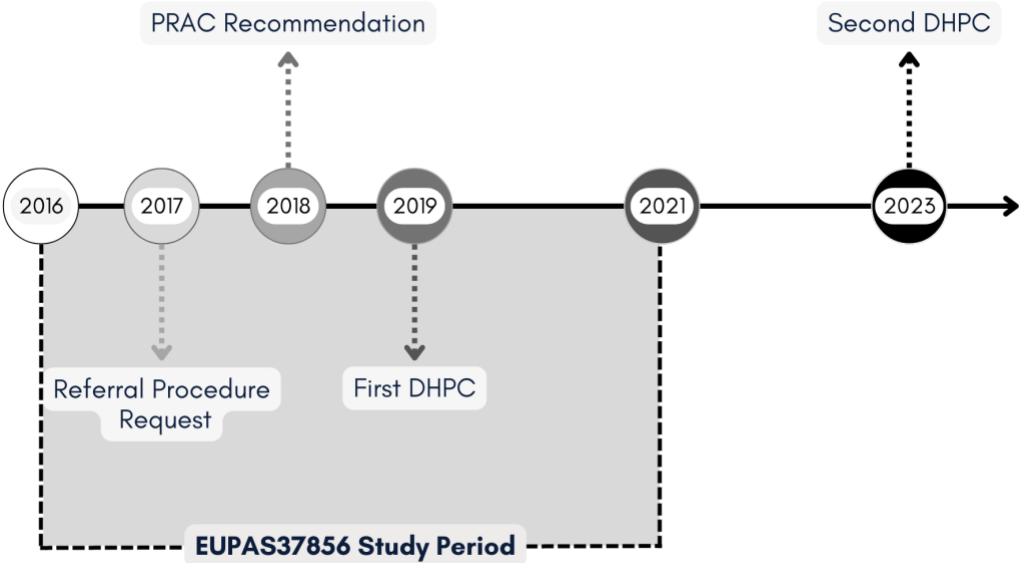 PRAC Recommendation
Second DHPC
2016
2017
2018
2019
2021
2023
Referral Procedure
Request
First DHPC
EUPAS37856 Study Period